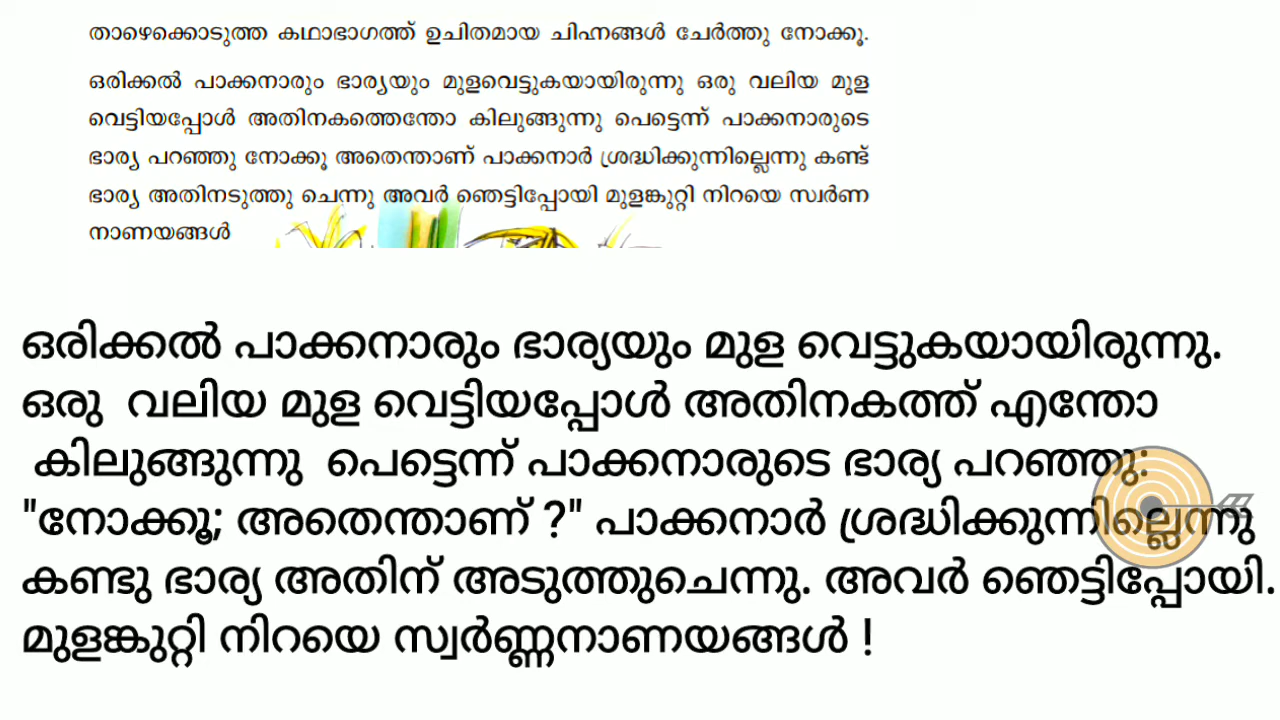 താഴെക്കൊടുത്ത കഥാഭാഗത്ത് ഉചിതമായ ചിഹ്നങ്ങൾ ചേർത്തു നോക്കൂ.
ഒരിക്കൽ പാക്കനാരും ഭാര്യയും മുളവെട്ടുകയായിരുന്നു ഒരു വലിയ മുള
വെട്ടിയപ്പോൾ അതിനകത്തെന്തോ കിലുങ്ങുന്നു പെട്ടെന്ന് പാക്കനാരുടെ
ഭാര്യ പറഞ്ഞു നോക്കൂ അതെന്താണ് പാക്കനാർ ശ്രദ്ധിക്കുന്നില്ലെന്നു കണ്ട്
ഭാര്യ അതിനടുത്തു ചെന്നു അവർ ഞെട്ടിപ്പോയി മുളങ്കുറ്റി നിറയെ സ്വർണ
നാണയങ്ങൾ
ഒരിക്കൽ പാക്കനാരും ഭാര്യയും മുള വെട്ടുകയായിരുന്നു.
ഒരു വലിയ മുള വെട്ടിയപ്പോൾ അതിനകത്ത് എന്തോ
കിലുങ്ങുന്നു പെട്ടെന്ന് പാക്കനാരുടെ ഭാര്യ പറഞ്ഞു:
"നോക്കൂ; അതെന്താണ് ?" പാക്കനാർ ശ്രദ്ധിക്കുന്നില്ലെന്നു
കണ്ടു ഭാര്യ അതിന് അടുത്തുചെന്നു. അവർ ഞെട്ടിപ്പോയി.
മുളങ്കുറ്റി നിറയെ സ്വർണ്ണനാണയങ്ങൾ !